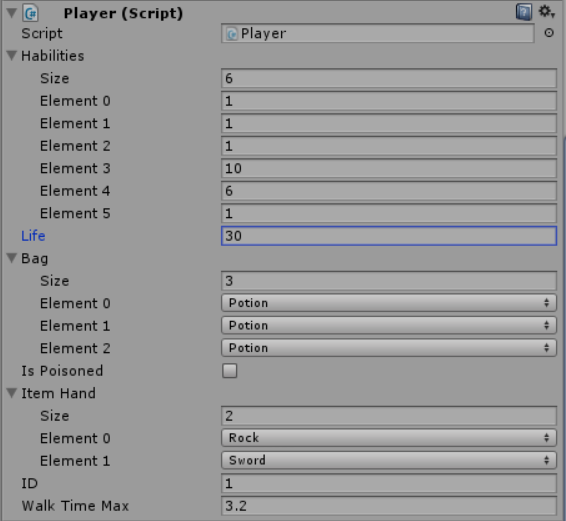 Player (Script)
Script Player
Habilities
Size 6
Element 0 1
Element 1 1
Element 2 1
Element 3 10
Element 4 6
Element 5 1
Life 30
Bag
Size 3
Element 0 Potion
Element 1 Potion
Element 2 Potion
Is Poisoned
Item Hand
Size 2
Element 0 Rock
Element 1 Sword
ID 1
Walk Time Max 3.2